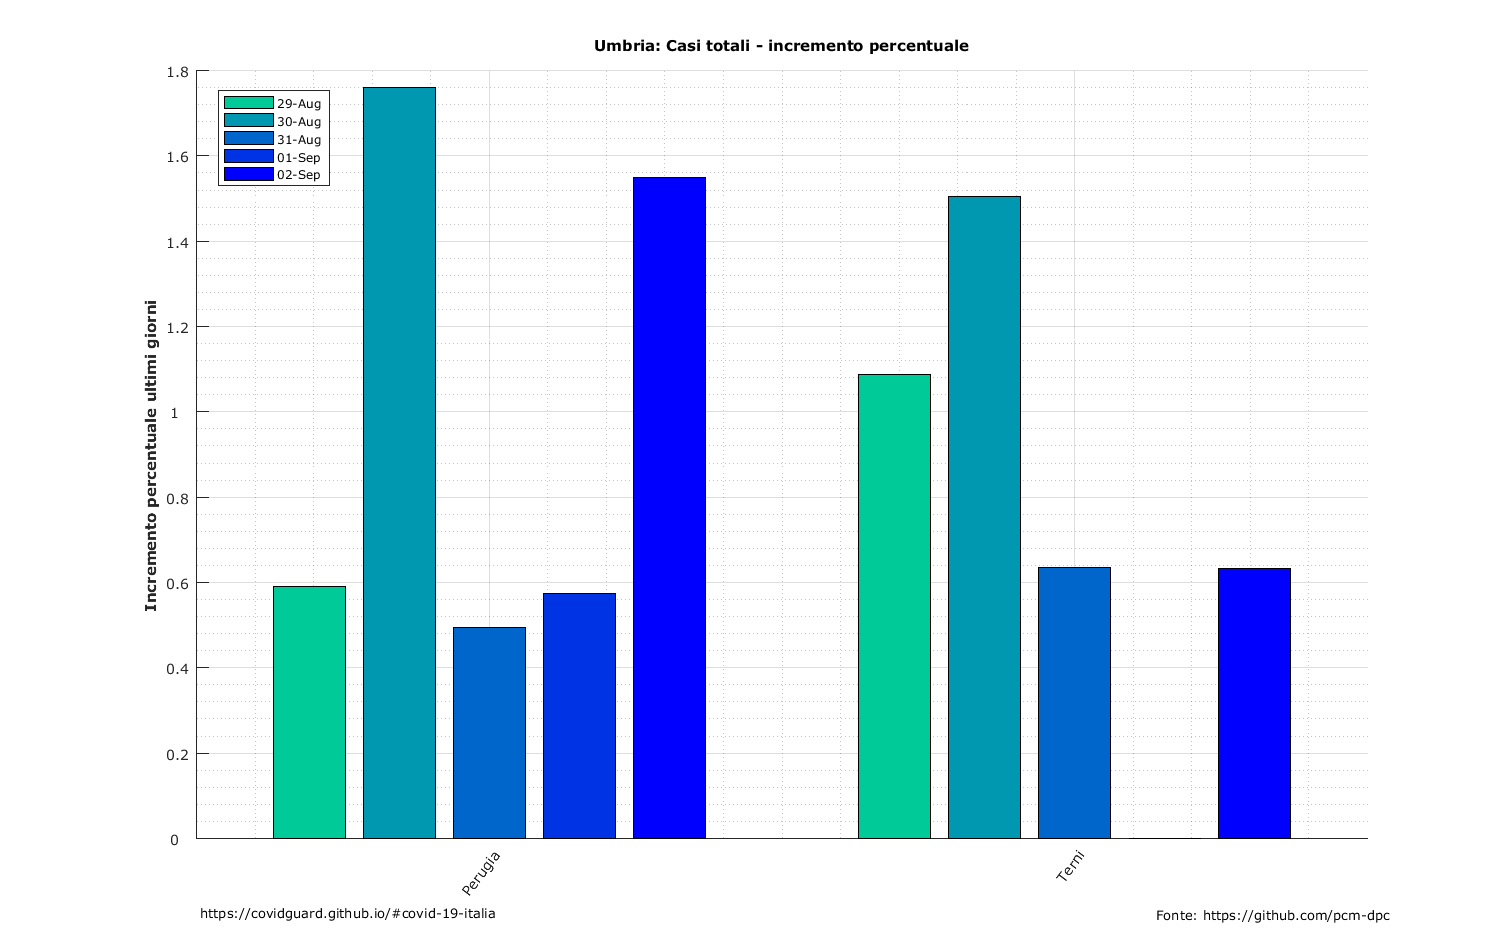 Umbria: Casi totali - incremento percentuale
1.8
1.6
1.4
1.2
1
0.8
0.6
0.4
0.2
0
Incremento percentuale ultimi giorni
29-Aug
30-Aug
31-Aug
01-Sep
02-Sep
Perugia
Terni
https://covidguard.github.io/#covid-19-italia
Fonte: https://github.com/pcm-dpc